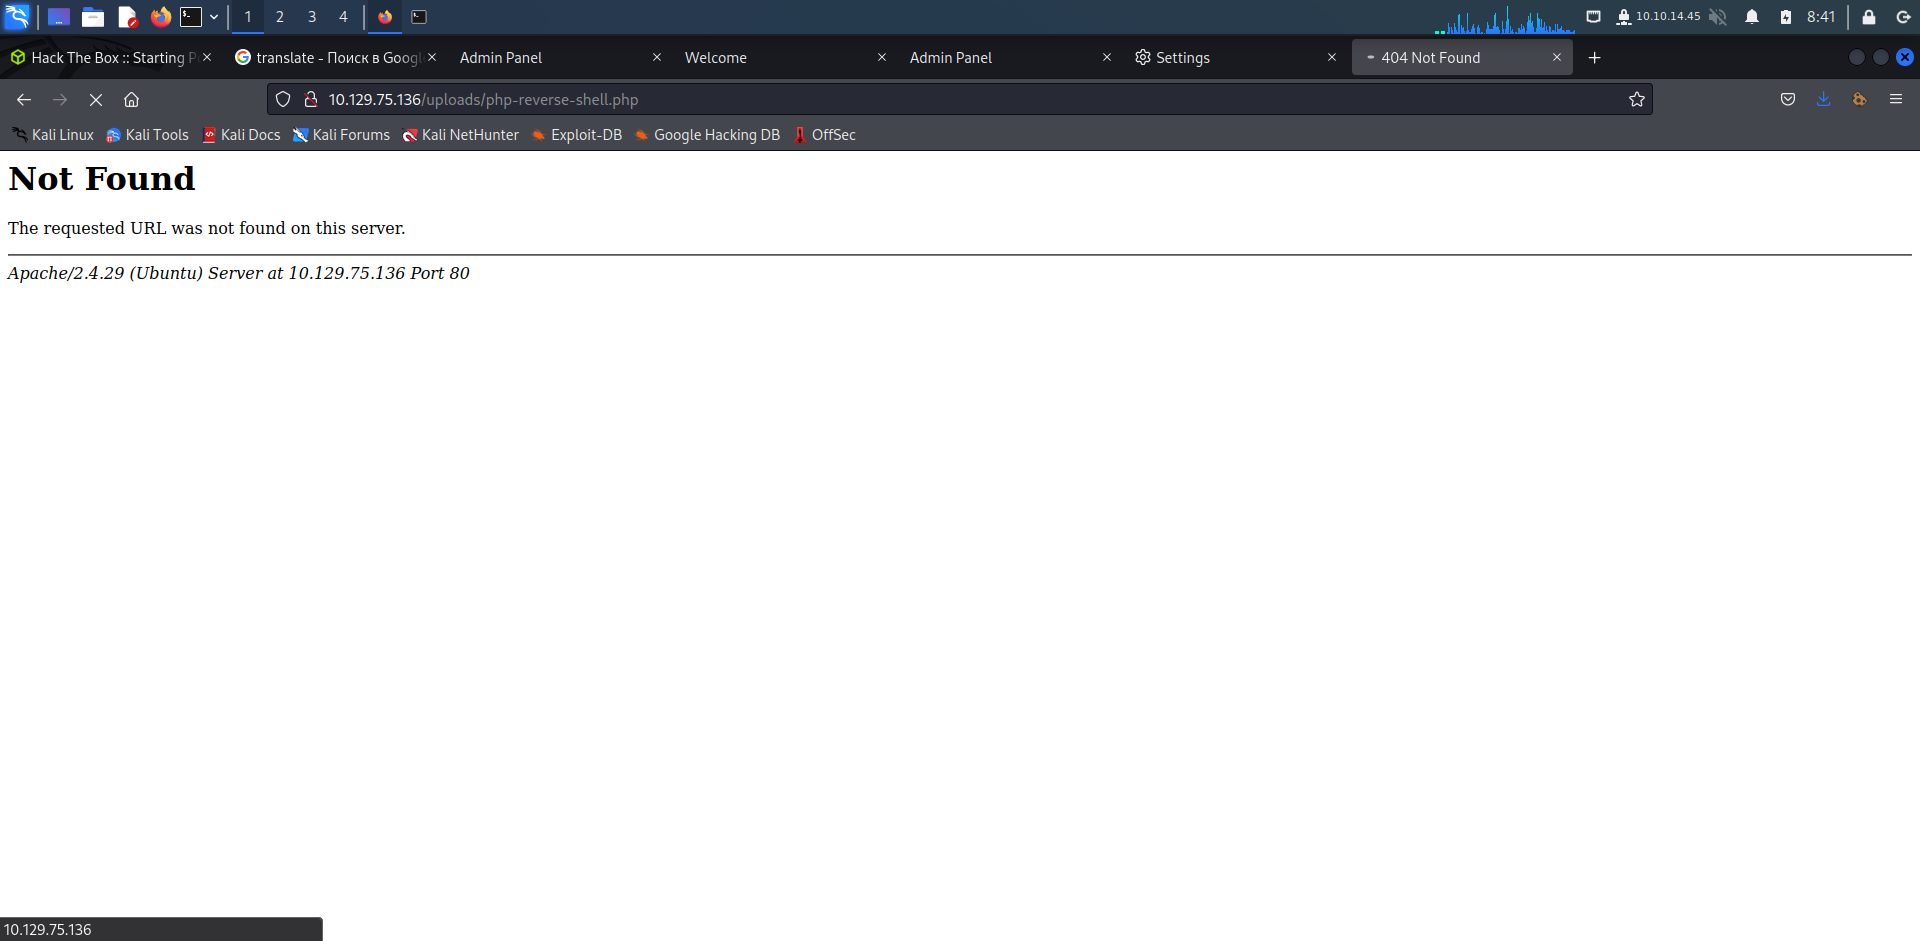 1 2 3 4 10.10.14.45 8:41
Hack The Box :: Starting P translate - Поиск в Googl Admin Panel Welcome Admin Panel Settings 404 Not Found
10.129.75.136/uploads/php-reverse-shell.php
Kali Linux Kali Tools Kali Docs Kali Forums Kali NetHunter Exploit-DB Google Hacking DB OffSec
Not Found
The requested URL was not found on this server.
Apache/2.4.29 (Ubuntu) Server at 10.129.75.136 Port 80
10.129.75.136